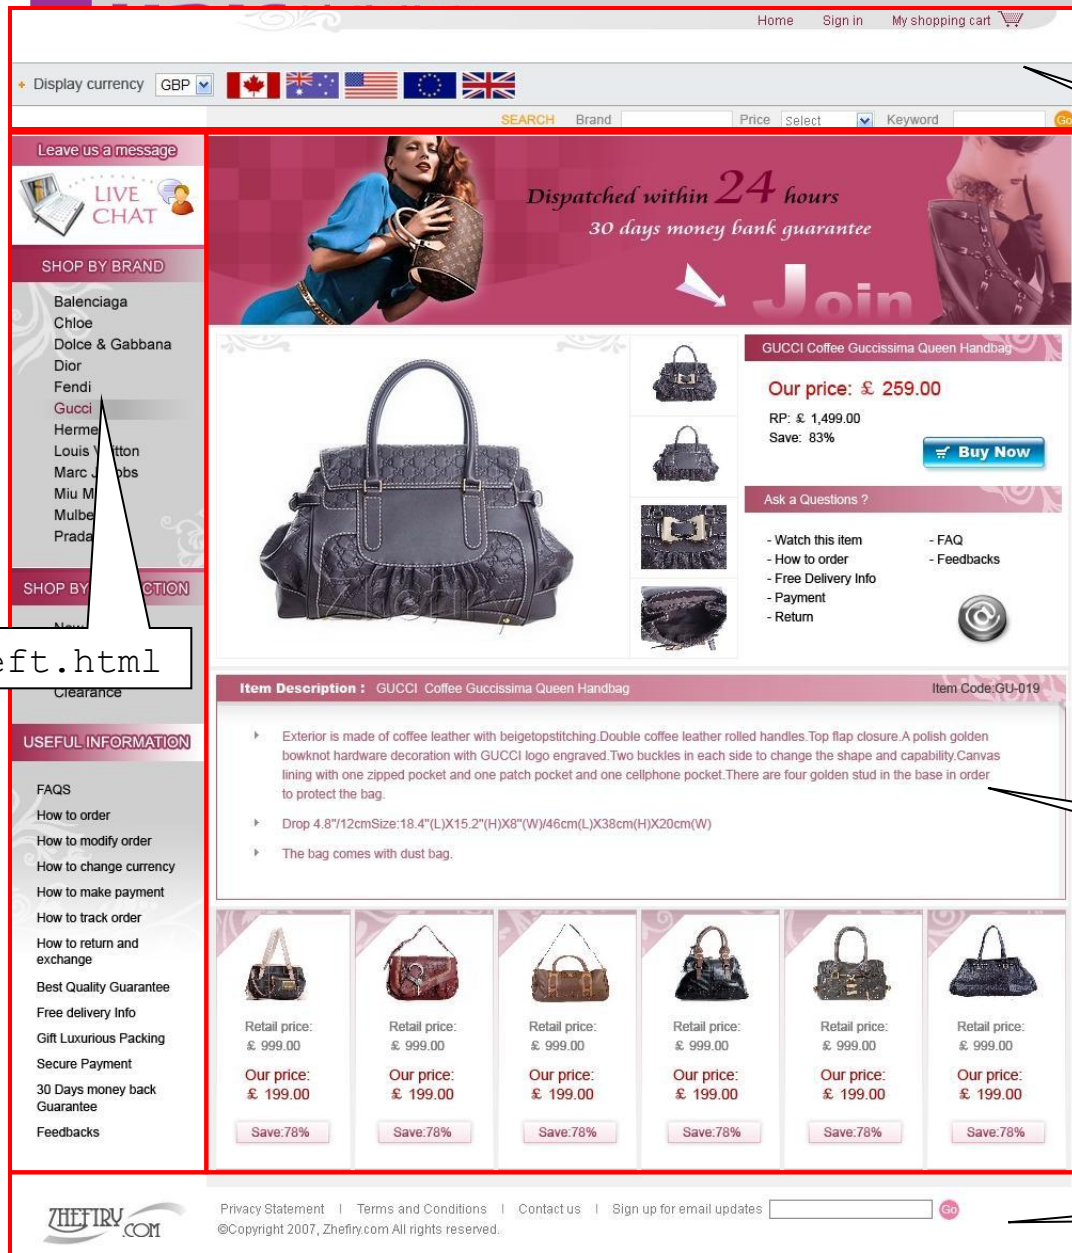 Home Sign in My shopping cart
Display currency GBP
SEARCH Brand Price Select Keyword Go
Leave us a message
LIVE
CHAT
Dispatched within 24 hours
30 days money bank guarantee
Join
SHOP BY BRAND
Balenciaga
Chloe
Dolce & Gabbana
Dior
Fendi
Gucci
Herme
Louis V tton
Marc J obs
Miu M
Mulbe
Prada
SHOP BY CTION
eft.html
Clearance
USEFUL INFORMATION
FAQS
How to order
How to modify order
How to change currency
How to make payment
How to track order
How to return and
exchange
Best Quality Guarantee
Free delivery Info
Gift Luxurious Packing
Secure Payment
30 Days money back
Guarantee
Feedbacks
Zhefiry
GUCCI Coffee Guccissima Queen Handbag
Our price: £ 259.00
RP: £ 1,499.00
Save: 83%
Buy Now
Ask a Questions ?
- Watch this item
- How to order
- Free Delivery Info
- Payment
- Return
- FAQ
- Feedbacks
@
Item Description : GUCCI Coffee Guccissima Queen Handbag Item Code:GU-019
Exterior is made of coffee leather with beigetopstitching.Double coffee leather rolled handles.Top flap closure.A polish golden
bowknot hardware decoration with GUCCI logo engraved.Two buckles in each side to change the shape and capability.Canvas
lining with one zipped pocket and one patch pocket and one cellphone pocket.There are four golden stud in the base in order
to protect the bag.
Drop 4.8"/12cmSize:18.4"(L)X15.2"(H)X8"(W)/46cm(L)X38cm(H)X20cm(W)
The bag comes with dust bag.
Retail price: Retail price: Retail price: Retail price: Retail price: Retail price:
£ 999.00 £ 999.00 £ 999.00 £ 999.00 £ 999.00 £ 999.00
Our price: Our price: Our price: Our price: Our price: Our price:
£ 199.00 £ 199.00 £ 199.00 £ 199.00 £ 199.00 £ 199.00
Save:78% Save:78% Save:78% Save:78% Save:78% Save:78%
ZHEFIRY
.COM
Privacy Statement | Terms and Conditions | Contact us | Sign up for email updates Go
©Copyright 2007, Zhefiry.com All rights reserved.